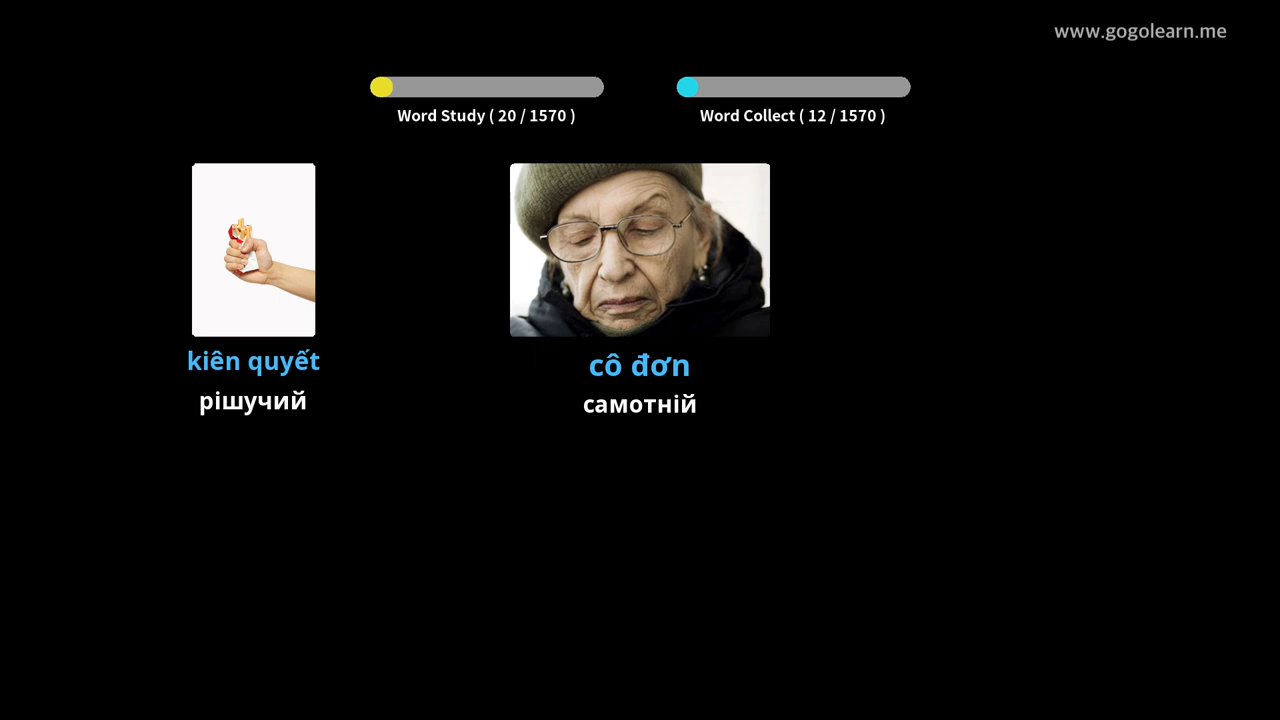 www.gogolearn.me
Word Study ( 20 / 1570 )
Word Collect ( 12 / 1570 )
kiên quyết
рішучий
cô đơn
самотній